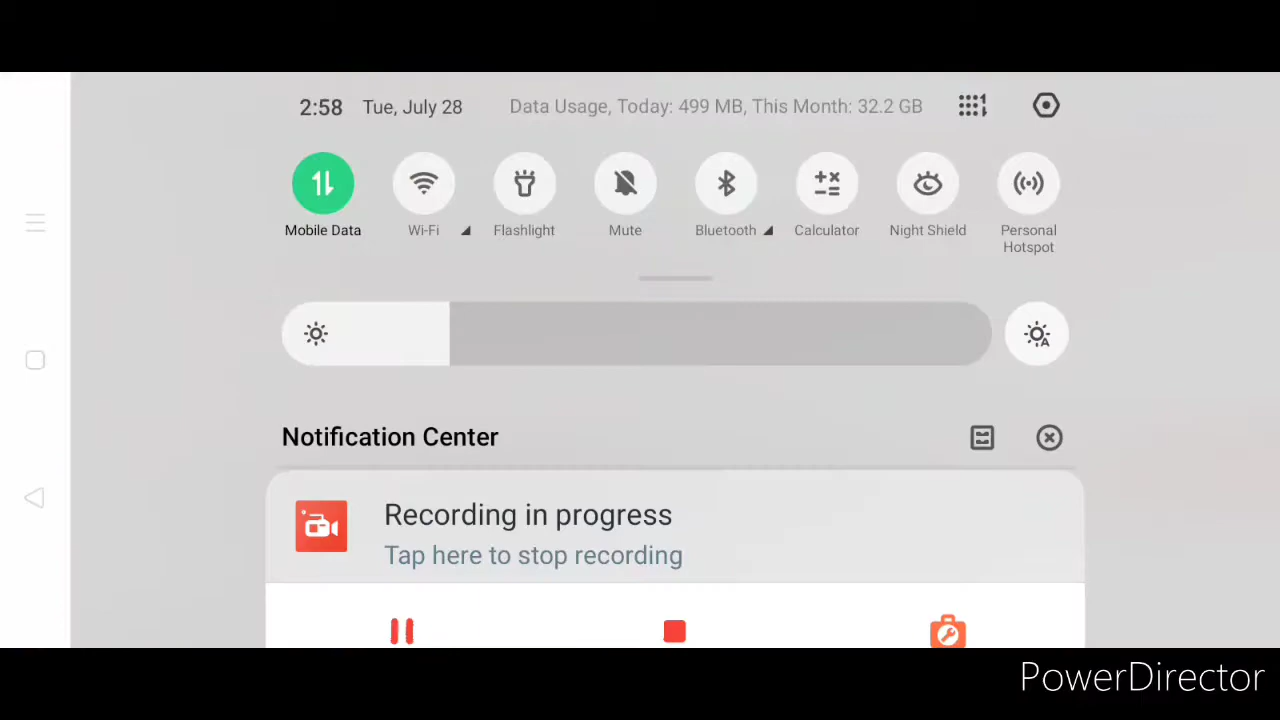 2:58 Tue, July 28 Data Usage, Today: 499 MB, This Month: 32.2 GB
Mobile Data Wi-Fi Flashlight Mute Bluetooth Calculator Night Shield Personal Hotspot
Notification Center
Recording in progress
Tap here to stop recording
PowerDirector